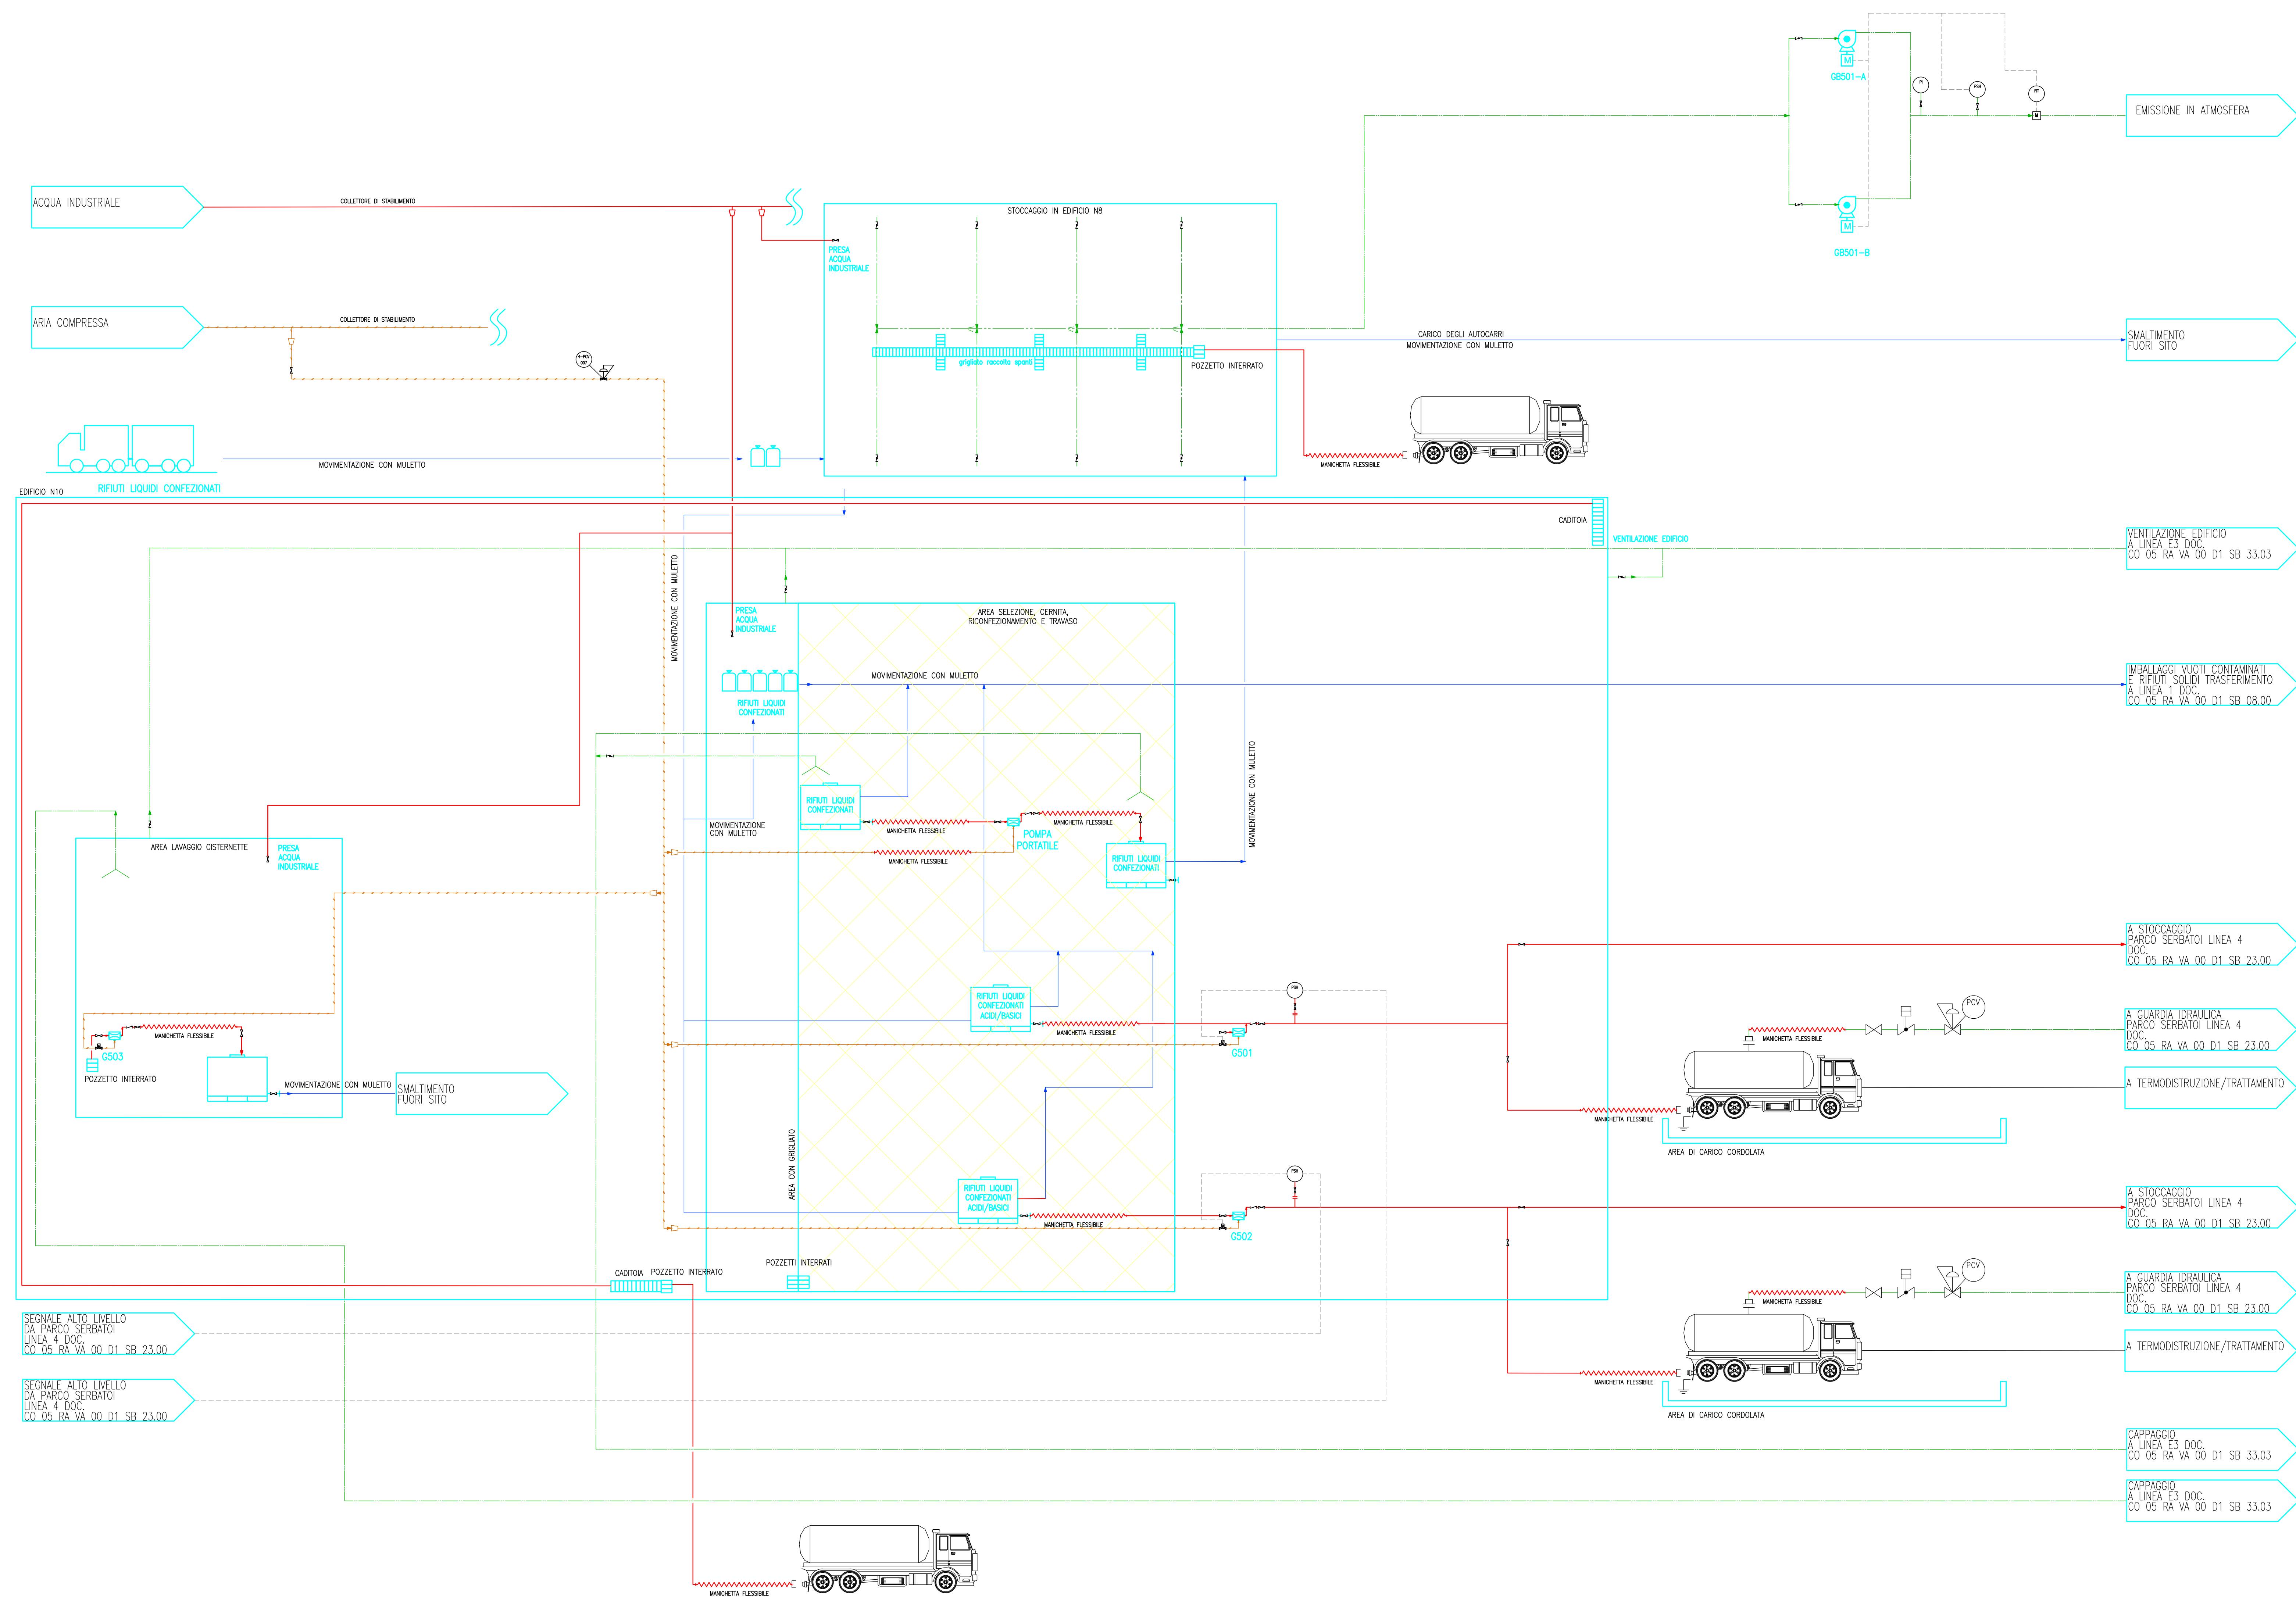 GB501-A
PI
PSH
FIT
EMISSIONE IN ATMOSFERA
M
M
M
GB501-B
ACQUA INDUSTRIALE
COLLETTORE DI STABILIMENTO
STOCCAGGIO IN EDIFICIO N8
PRESA
ACQUA
INDUSTRIALE
ARIA COMPRESSA
COLLETTORE DI STABILIMENTO
4-PCV
007
grigliato raccolta spanti
POZZETTO INTERRATO
CARICO DEGLI AUTOCARRI
MOVIMENTAZIONE CON MULETTO
SMALTIMENTO
FUORI SITO
MOVIMENTAZIONE CON MULETTO
RIFIUTI LIQUIDI CONFEZIONATI
MANICHETTA FLESSIBILE
EDIFICIO N10
CADITOIA
VENTILAZIONE EDIFICIO
VENTILAZIONE EDIFICIO
A LINEA E3 DOC.
CO 05 RA VA 00 D1 SB 33.03
MOVIMENTAZIONE CON MULETTO
PRESA
ACQUA
INDUSTRIALE
AREA SELEZIONE, CERNITA,
RICONFEZIONAMENTO E TRAVASO
MOVIMENTAZIONE CON MULETTO
RIFIUTI LIQUIDI
CONFEZIONATI
IMBALLAGGI VUOTI CONTAMINATI
E RIFIUTI SOLIDI TRASFERIMENTO
A LINEA 1 DOC.
CO 05 RA VA 00 D1 SB 08.00
MOVIMENTAZIONE CON MULETTO
RIFIUTI LIQUIDI
CONFEZIONATI
MOVIMENTAZIONE
CON MULETTO
MANICHETTA FLESSIBILE
POMPA
PORTATILE
MANICHETTA FLESSIBILE
MANICHETTA FLESSIBILE
RIFIUTI LIQUIDI
CONFEZIONATI
AREA LAVAGGIO CISTERNETTE
PRESA
ACQUA
INDUSTRIALE
A STOCCAGGIO
PARCO SERBATOI LINEA 4
DOC.
CO 05 RA VA 00 D1 SB 23.00
RIFIUTI LIQUIDI
CONFEZIONATI
ACIDI/BASICI
MANICHETTA FLESSIBILE
PSH
G501
PCV
MANICHETTA FLESSIBILE
A GUARDIA IDRAULICA
PARCO SERBATOI LINEA 4
DOC.
CO 05 RA VA 00 D1 SB 23.00
G503
MANICHETTA FLESSIBILE
POZZETTO INTERRATO
MOVIMENTAZIONE CON MULETTO
SMALTIMENTO
FUORI SITO
A TERMODISTRUZIONE/TRATTAMENTO
MANICHETTA FLESSIBILE
AREA DI CARICO CORDOLATA
AREA CON GRIGLIATO
RIFIUTI LIQUIDI
CONFEZIONATI
ACIDI/BASICI
MANICHETTA FLESSIBILE
PSH
G502
A STOCCAGGIO
PARCO SERBATOI LINEA 4
DOC.
CO 05 RA VA 00 D1 SB 23.00
CADITOIA
POZZETTO INTERRATO
POZZETTI INTERRATI
PCV
MANICHETTA FLESSIBILE
A GUARDIA IDRAULICA
PARCO SERBATOI LINEA 4
DOC.
CO 05 RA VA 00 D1 SB 23.00
SEGNALE ALTO LIVELLO
DA PARCO SERBATOI
LINEA 4 DOC.
CO 05 RA VA 00 D1 SB 23.00
A TERMODISTRUZIONE/TRATTAMENTO
MANICHETTA FLESSIBILE
AREA DI CARICO CORDOLATA
SEGNALE ALTO LIVELLO
DA PARCO SERBATOI
LINEA 4 DOC.
CO 05 RA VA 00 D1 SB 23.00
CAPPAGGIO
A LINEA E3 DOC.
CO 05 RA VA 00 D1 SB 33.03
CAPPAGGIO
A LINEA E3 DOC.
CO 05 RA VA 00 D1 SB 33.03
MANICHETTA FLESSIBILE